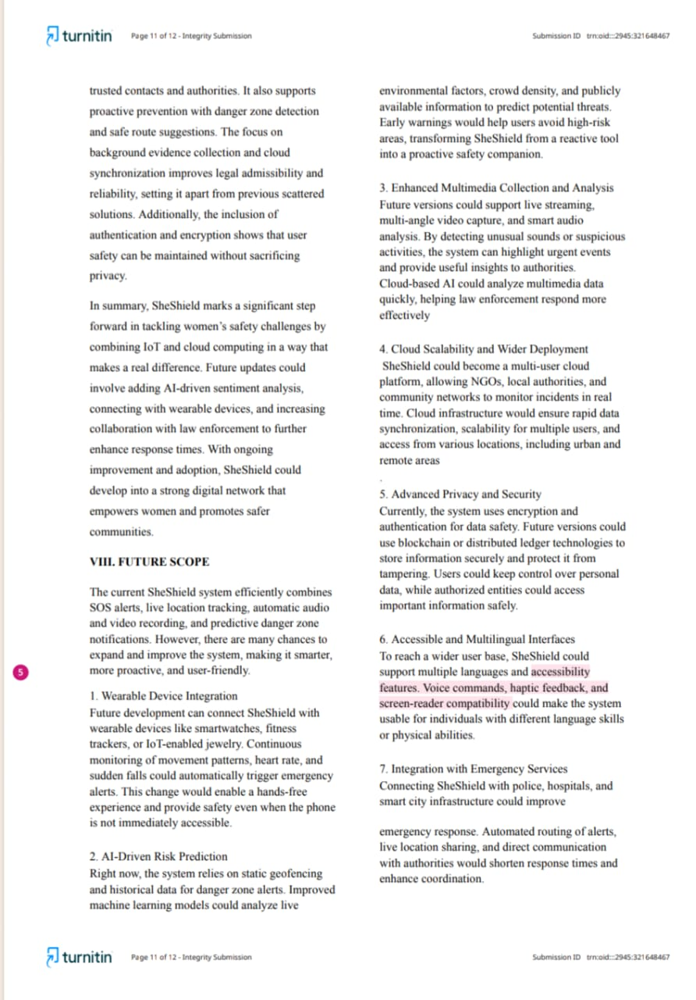 turnitin
Page 11 of 12 - Integrity Submission
Submission ID trn:oid:::2945:321648467
trusted contacts and authorities. It also supports
proactive prevention with danger zone detection
and safe route suggestions. The focus on
background evidence collection and cloud
synchronization improves legal admissibility and
reliability, setting it apart from previous scattered
solutions. Additionally, the inclusion of
authentication and encryption shows that user
safety can be maintained without sacrificing
privacy.
In summary, SheShield marks a significant step
forward in tackling women's safety challenges by
combining IoT and cloud computing in a way that
makes a real difference. Future updates could
involve adding AI-driven sentiment analysis,
connecting with wearable devices, and increasing
collaboration with law enforcement to further
enhance response times. With ongoing
improvement and adoption, SheShield could
develop into a strong digital network that
empowers women and promotes safer
communities.
VIII. FUTURE SCOPE
The current SheShield system efficiently combines
SOS alerts, live location tracking, automatic audio
and video recording, and predictive danger zone
notifications. However, there are many chances to
expand and improve the system, making it smarter,
more proactive, and user-friendly.
5
1. Wearable Device Integration
Future development can connect SheShield with
wearable devices like smartwatches, fitness
trackers, or IoT-enabled jewelry. Continuous
monitoring of movement patterns, heart rate, and
sudden falls could automatically trigger emergency
alerts. This change would enable a hands-free
experience and provide safety even when the phone
is not immediately accessible.
2. AI-Driven Risk Prediction
Right now, the system relies on static geofencing
and historical data for danger zone alerts. Improved
machine learning models could analyze live
environmental factors, crowd density, and publicly
available information to predict potential threats.
Early warnings would help users avoid high-risk
areas, transforming SheShield from a reactive tool
into a proactive safety companion.
3. Enhanced Multimedia Collection and Analysis
Future versions could support live streaming,
multi-angle video capture, and smart audio
analysis. By detecting unusual sounds or suspicious
activities, the system can highlight urgent events
and provide useful insights to authorities.
Cloud-based AI could analyze multimedia data
quickly, helping law enforcement respond more
effectively
4. Cloud Scalability and Wider Deployment
SheShield could become a multi-user cloud
platform, allowing NGOs, local authorities, and
community networks to monitor incidents in real
time. Cloud infrastructure would ensure rapid data
synchronization, scalability for multiple users, and
access from various locations, including urban and
remote areas
.
5. Advanced Privacy and Security
Currently, the system uses encryption and
authentication for data safety. Future versions could
use blockchain or distributed ledger technologies to
store information securely and protect it from
tampering. Users could keep control over personal
data, while authorized entities could access
important information safely.
6. Accessible and Multilingual Interfaces
To reach a wider user base, SheShield could
support multiple languages and accessibility
features. Voice commands, haptic feedback, and
screen-reader compatibility could make the system
usable for individuals with different language skills
or physical abilities.
7. Integration with Emergency Services
Connecting SheShield with police, hospitals, and
smart city infrastructure could improve
emergency response. Automated routing of alerts,
live location sharing, and direct communication
with authorities would shorten response times and
enhance coordination.
turnitin
Page 11 of 12 - Integrity Submission
Submission ID trn:oid:::2945:321648467